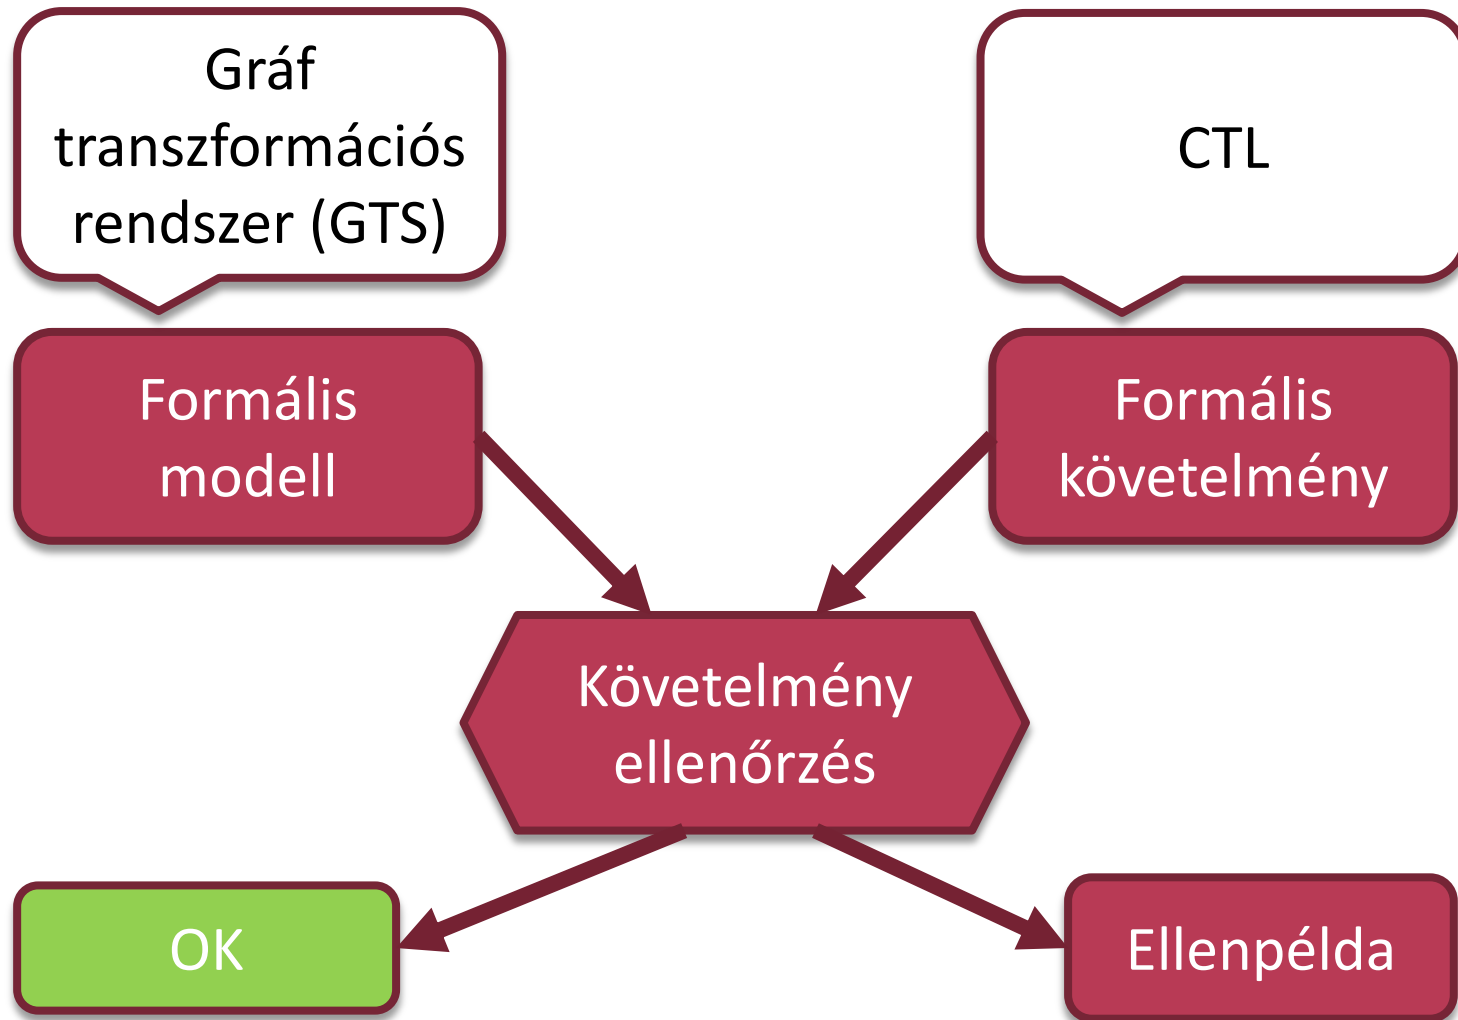 Gráf
transzformációs
rendszer (GTS)
CTL
Formális
modell
Formális
követelmény
Követelmény
ellenőrzés
OK
Ellenpélda